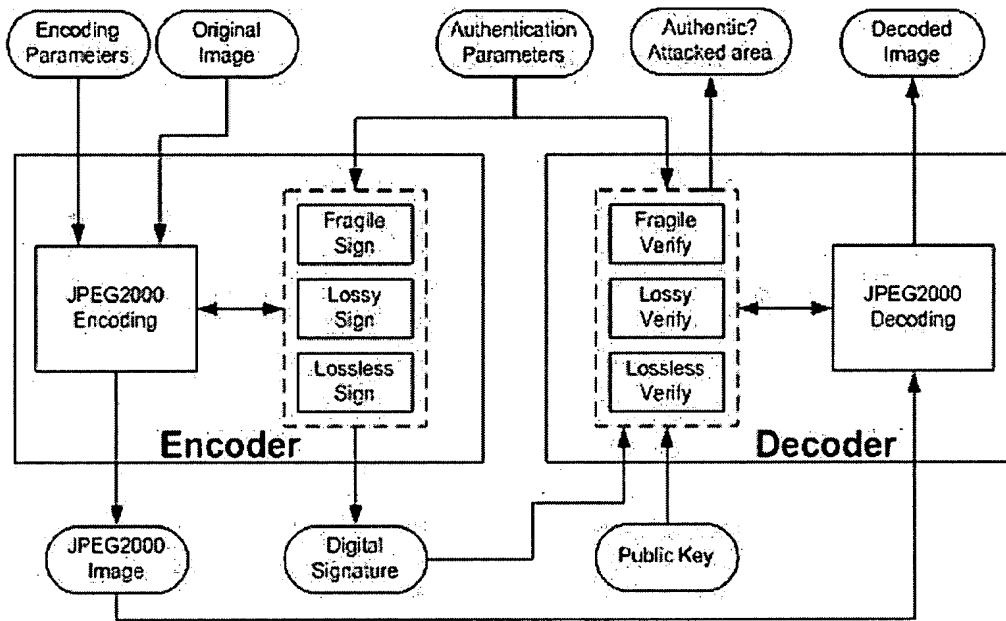 Encoding
Parameters
Original
Image
Authentication
Parameters
Authentic?
Attacked area
Decoded
Image
JPEG2000
Encoding
Fragile
Sign
Lossy
Sign
Lossless
Sign
Encoder
Fragile
Verify
Lossy
Verify
Lossless
Verify
JPEG2000
Decoding
Decoder
JPEG2000
Image
Digital
Signature
Public Key